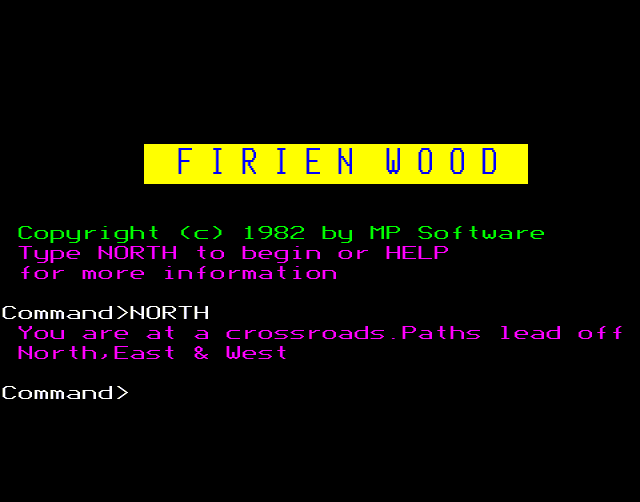 FIRIEN WOOD
Copyright (c) 1982 by MP Software
Type NORTH to begin or HELP
for more information
Command>NORTH
You are at a crossroads.Paths lead off
North,East & West
Command>